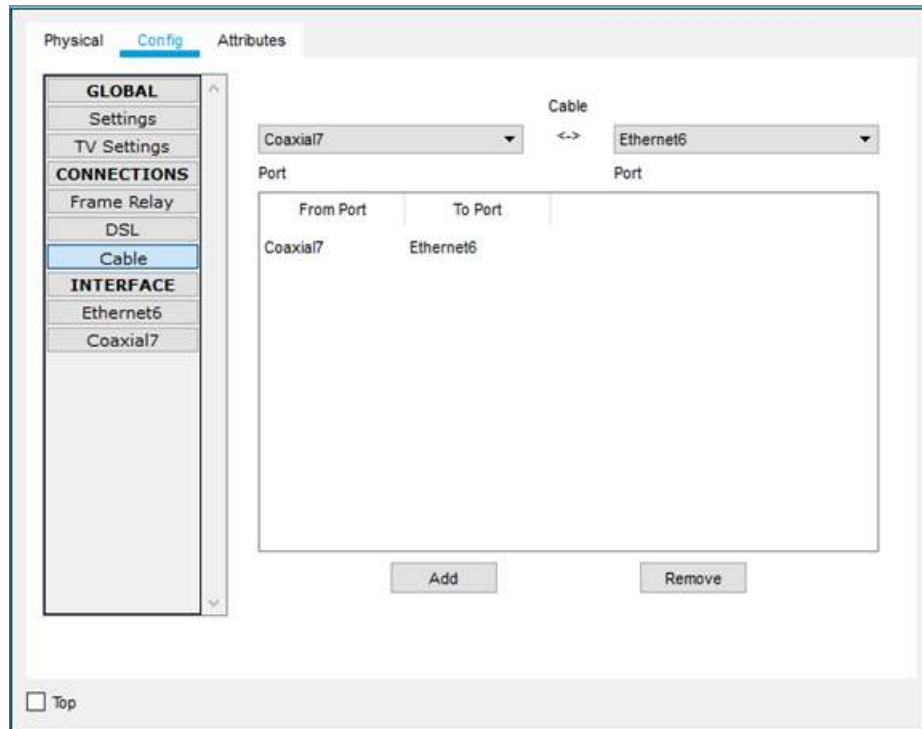 Physical Config Attributes
GLOBAL
Settings
TV Settings
CONNECTIONS
Frame Relay
DSL
Cable
INTERFACE
Ethernet6
Coaxial7
Cable
Coaxial7 <-> Ethernet6
Port Port
From Port To Port
Coaxial7 Ethernet6
Add Remove
Top